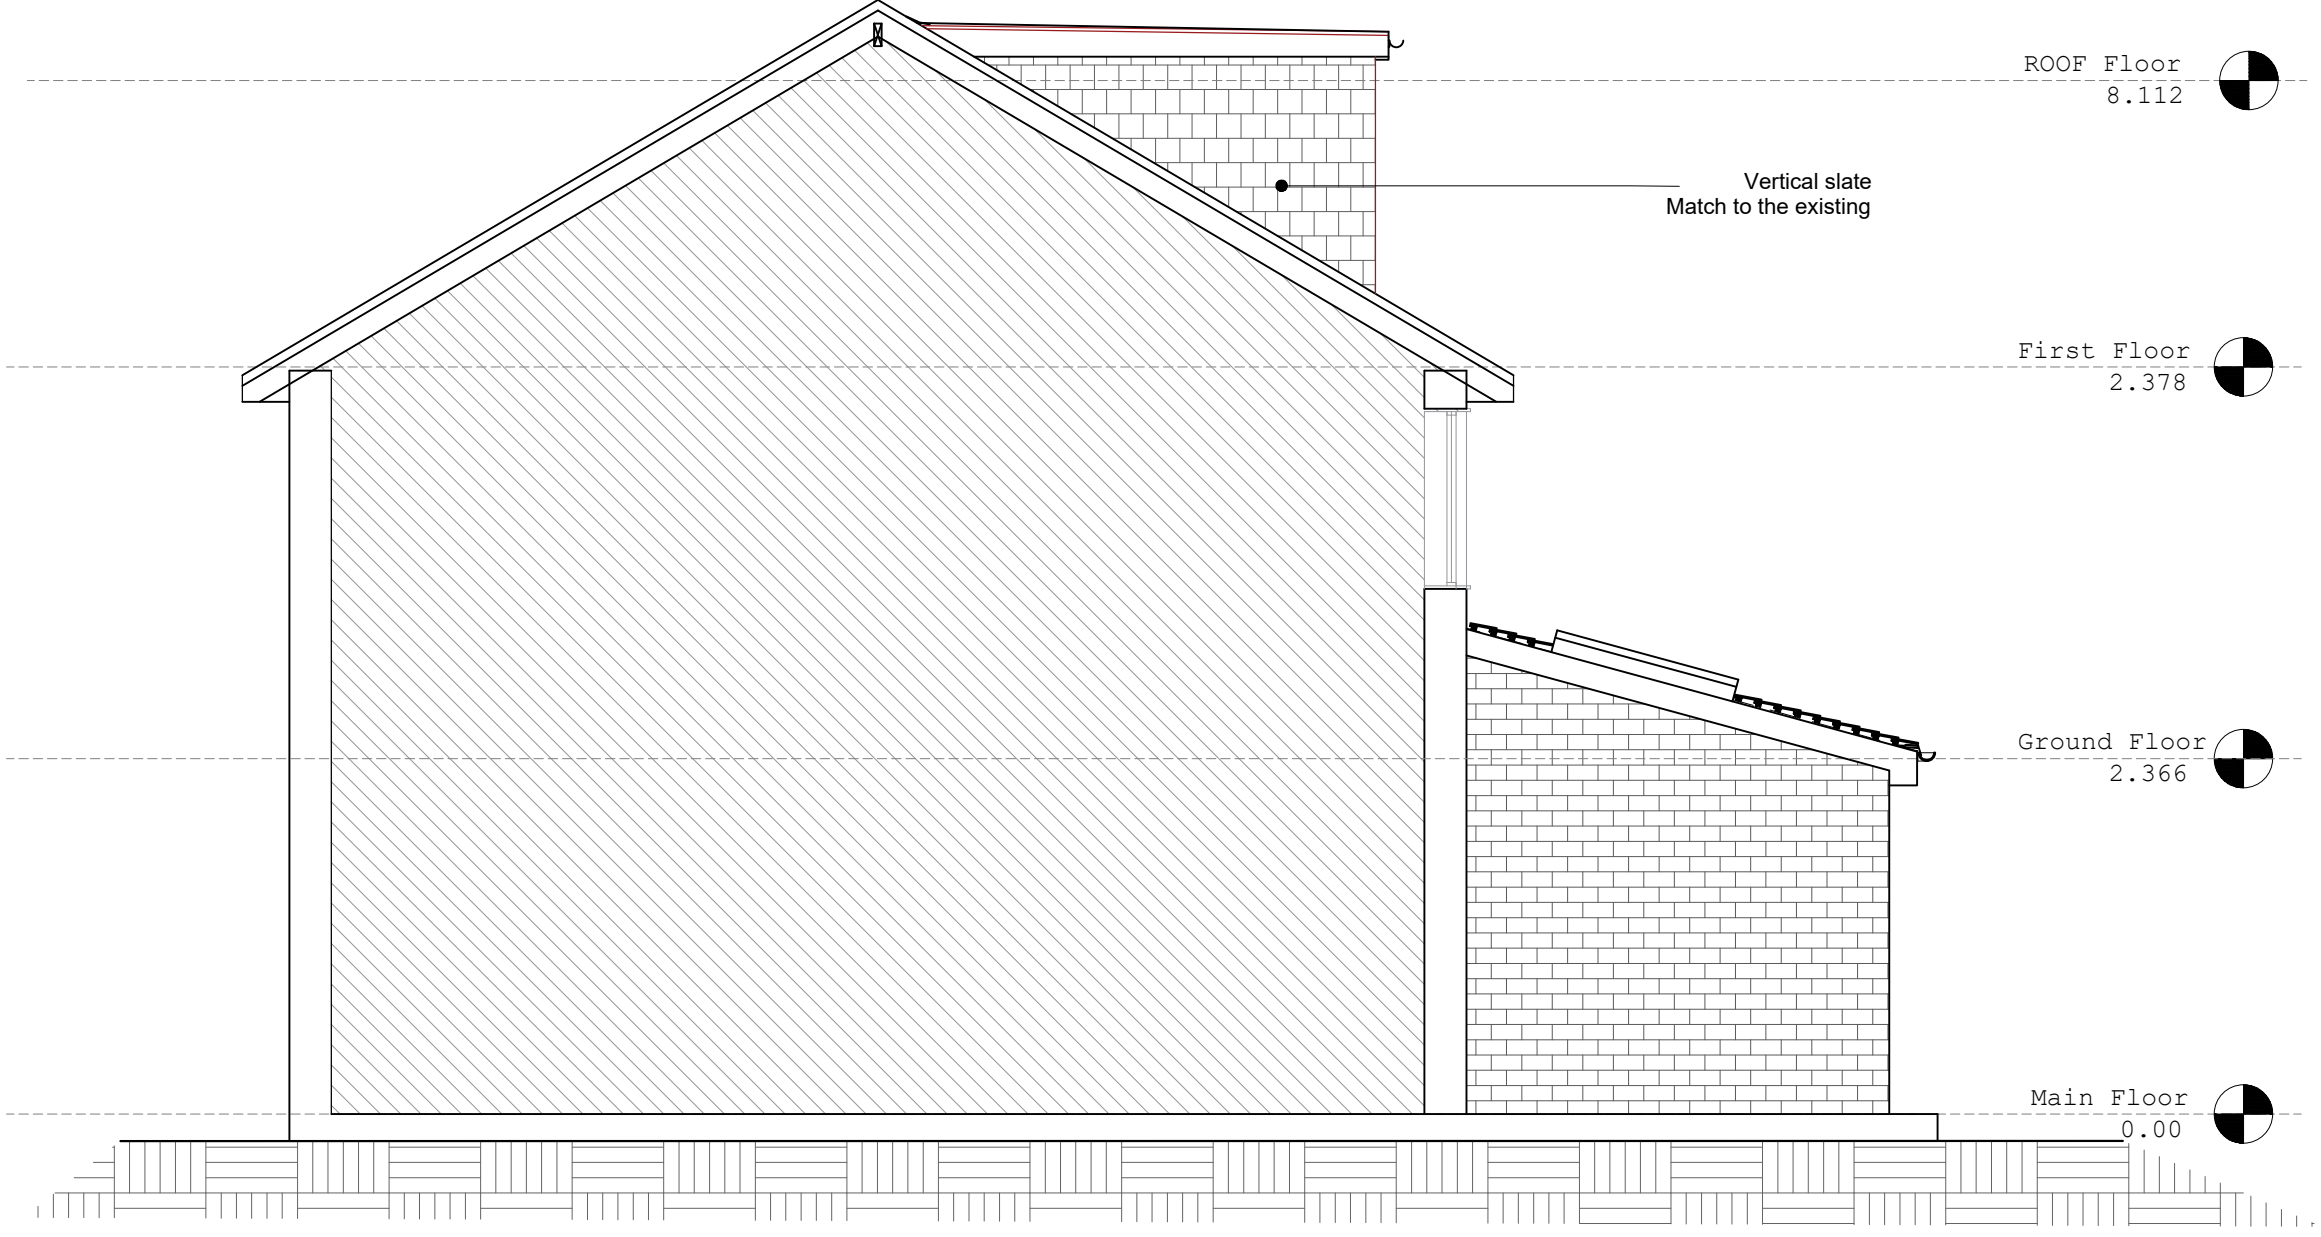 ROOF Floor
8.112
Vertical slate
Match to the existing
First Floor
2.378
Ground Floor
2.366
Main Floor
0.00